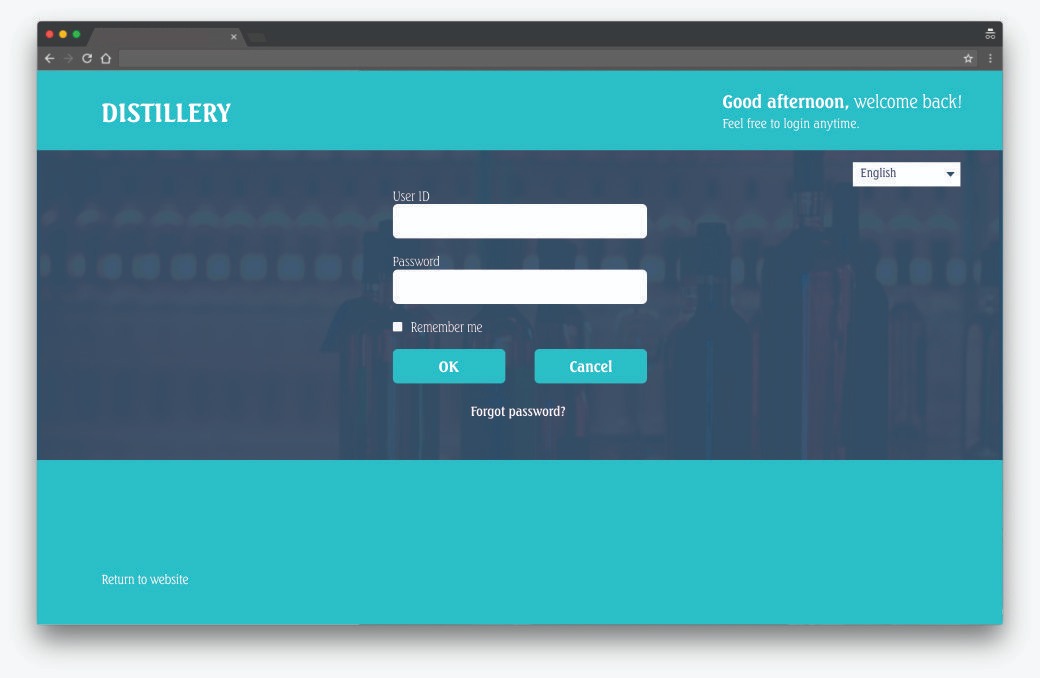 DISTILLERY
Good afternoon, welcome back!
Feel free to login anytime.
English
User ID
Password
Remember me
OK
Cancel
Forgot password?
Return to website